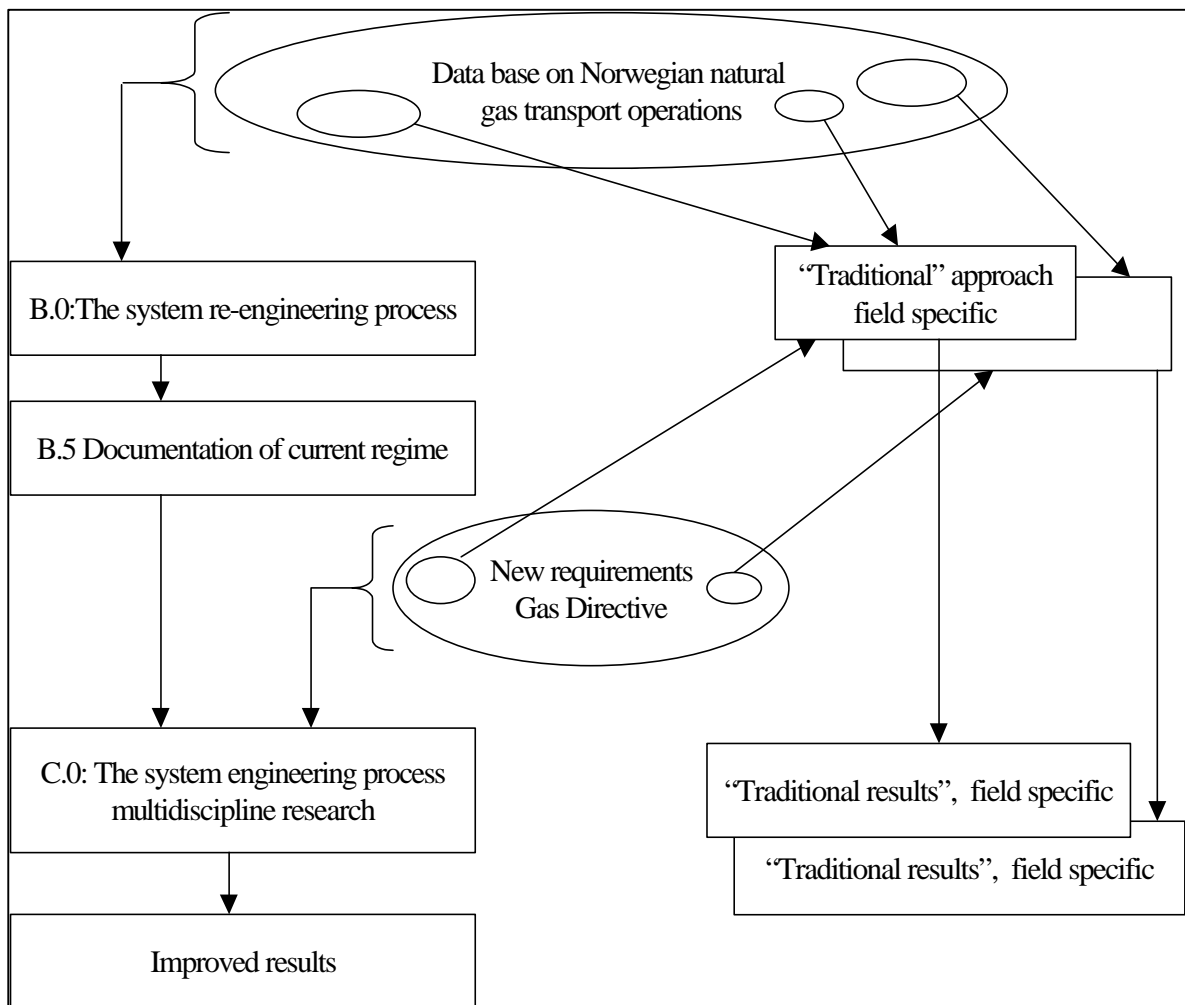 Data base on Norwegian natural
gas transport operations
“Traditional” approach
field specific
B.0:The system re-engineering process
B.5 Documentation of current regime
New requirements
Gas Directive
C.0: The system engineering process
multidiscipline research
“Traditional results”, field specific
“Traditional results”, field specific
Improved results